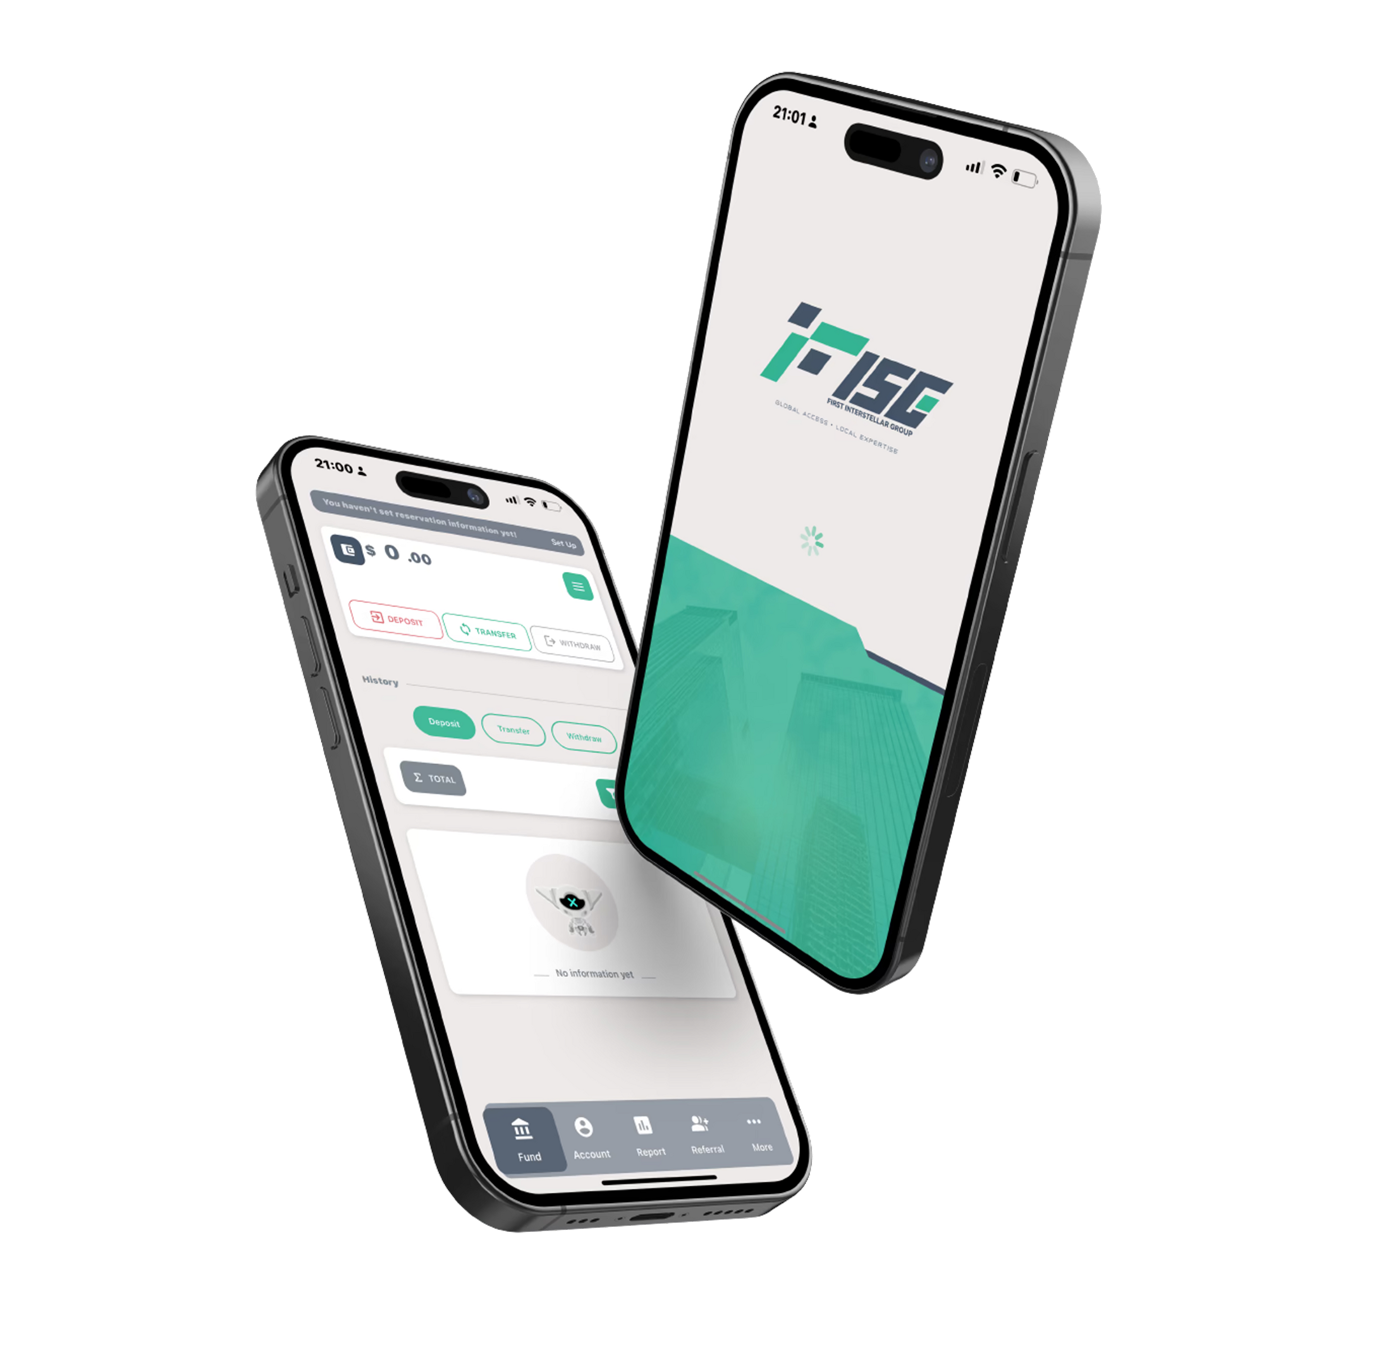 21:01
ISG
FIRST INTERSTELLAR GROUP
GLOBAL ACCESS • LOCAL EXPERTISE
21:00
You haven't set reservation information yet!
Set Up
$ 0 .00
DEPOSIT
TRANSFER
WITHDRAW
History
Deposit
Transfer
Withdraw
Σ TOTAL
No information yet
Fund
Account
Report
Referral
More